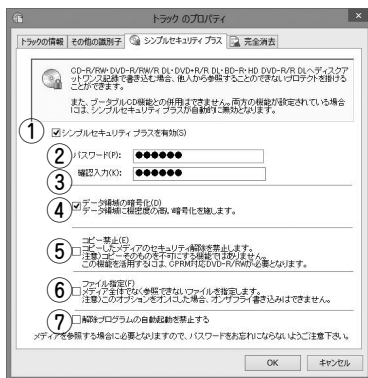 トラック のプロパティ
トラックの情報 その他の識別子 シンプルセキュリティ プラス 完全消去
CD-R/RW・DVD-R/RW/R DL・DVD+R/R DL・BD-R・HD DVD-R/R DLへディスクア
ットワンス記録で書き込む場合、他人から参照することのできないプロテクトを掛ける
ことができます。
また、ブータブルCD機能との併用はできません。両方の機能が設定されている場合
には、シンプルセキュリティ プラスが自動的に無効となります。
① シンプルセキュリティ プラスを有効(S)
② パスワード(P): ●●●●●●
③ 確認入力(K): ●●●●●●
④ データ領域の暗号化(D)
データ領域に機密度の高い暗号化を施します。
⑤ コピー禁止(E)
コピーしたメディアのセキュリティ解除を禁止します。
注意)コピーそのものを不可にする機能ではありません。
この機能を活用するには、CPRM対応DVD-R/RWが必要となります。
⑥ ファイル指定(F)
メディア全体でなく参照できないファイルを指定します。
注意)このオプションをオンにした場合、オンザフライ書き込みはできません。
⑦ 解除プログラムの自動起動を禁止する
メディアを参照する場合に必要となりますので、パスワードをお忘れにならないようご注意下さい。
OK キャンセル